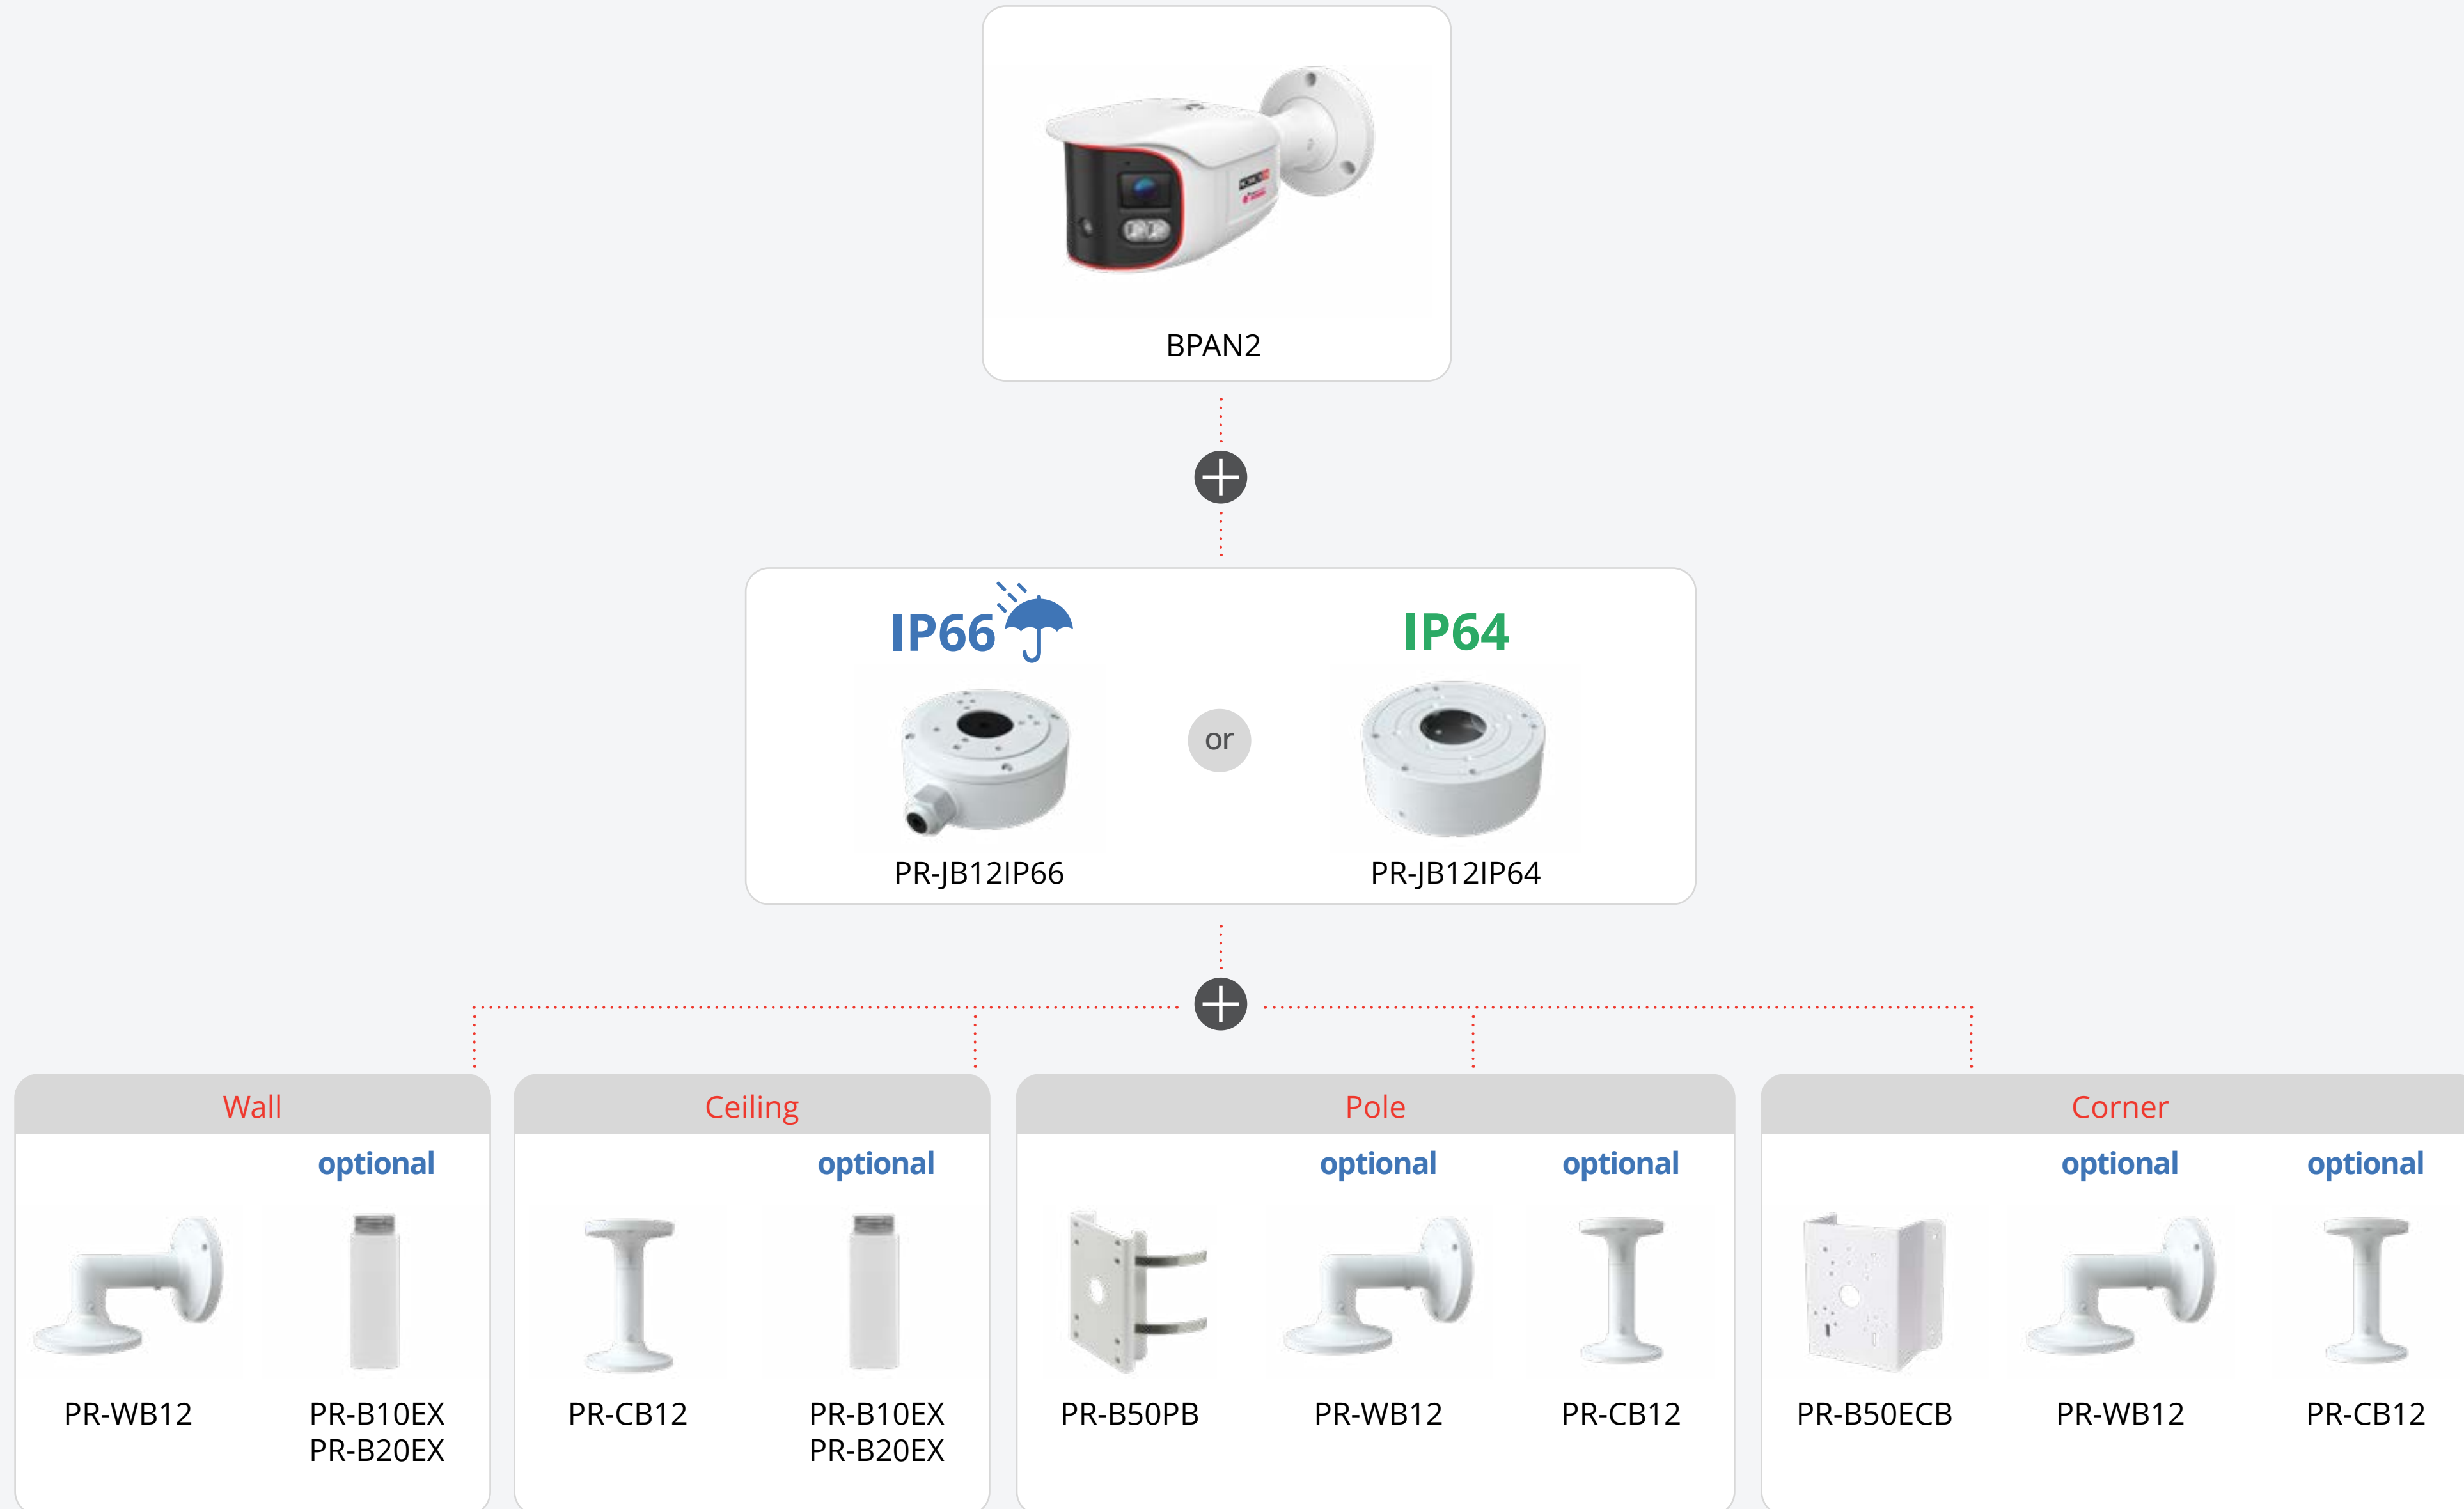 BPAN2
IP66
IP64
or
PR-JB12IP66
PR-JB12IP64
Wall
Ceiling
Pole
Corner
optional
optional
optional
optional
optional
optional
PR-WB12
PR-B10EX
PR-B20EX
PR-CB12
PR-B10EX
PR-B20EX
PR-B50PB
PR-WB12
PR-CB12
PR-B50ECB
PR-WB12
PR-CB12